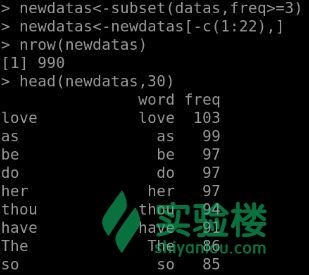 > newdatas<-subset(datas,freq>=3)
> newdatas<-newdatas[-c(1:22),]
> nrow(newdatas)
[1] 990
> head(newdatas,30)
word freq
love love 103
as as 99
be be 97
do do 97
her her 97
thou thou 94
have have 91
The The 86
so so 85
实验楼
shiyanlou.com